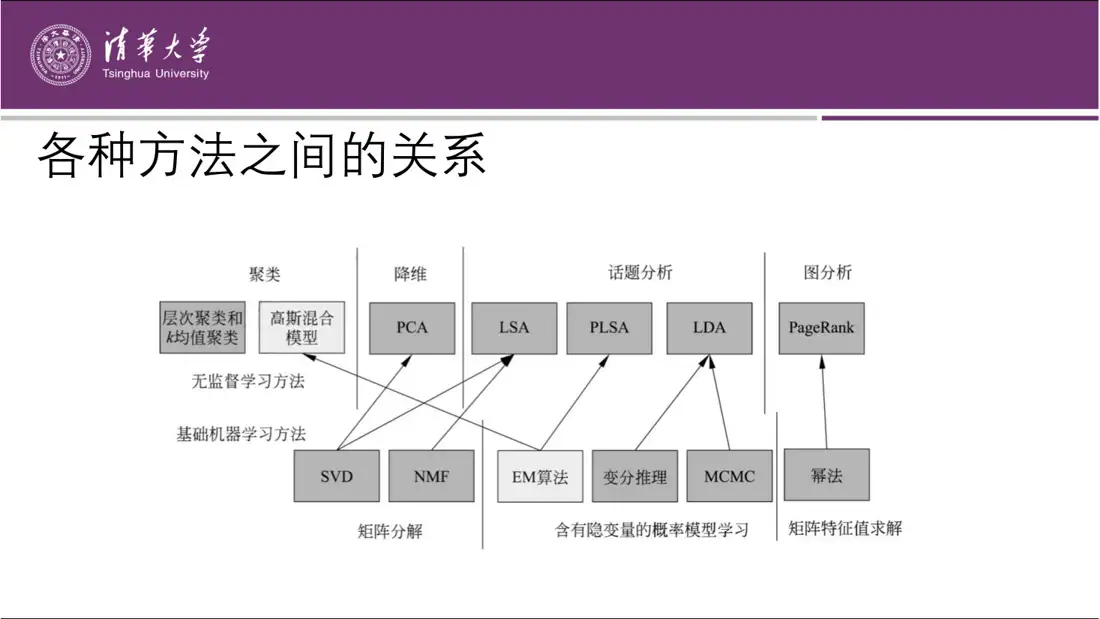 清华大学
Tsinghua University
各种方法之间的关系
聚类
降维
话题分析
图分析
层次聚类和
k均值聚类
高斯混合
模型
PCA
LSA
PLSA
LDA
PageRank
无监督学习方法
基础机器学习方法
SVD
NMF
EM算法
变分推理
MCMC
幂法
矩阵分解
含有隐变量的概率模型学习
矩阵特征值求解